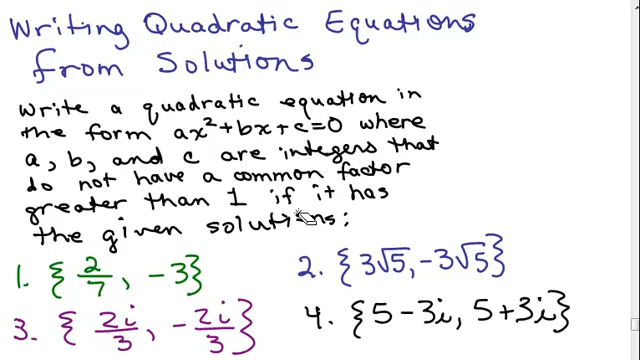 Writing Quadratic Equations
from Solutions
Write a quadratic equation in
the form ax²+bx+c=0 where
a, b, and c are integers that
do not have a common factor
greater than 1 if it has
the given solutions:
1. {2/7, -3}
2. {3√5, -3√5}
3. {2i/3, -2i/3}
4. {5-3i, 5+3i}